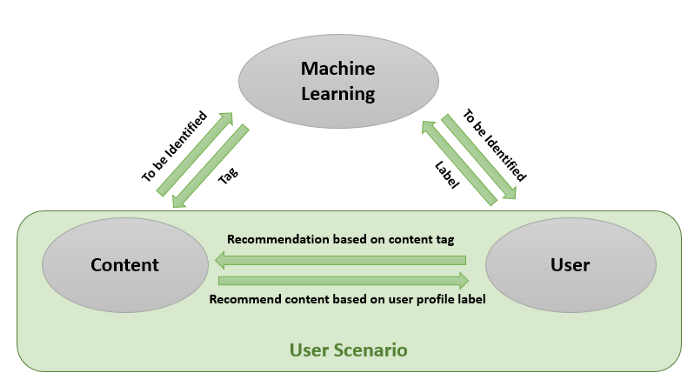 Machine
Learning
To be Identified
Tag
To be Identified
Label
Recommendation based on content tag
Content
User
Recommend content based on user profile label
User Scenario